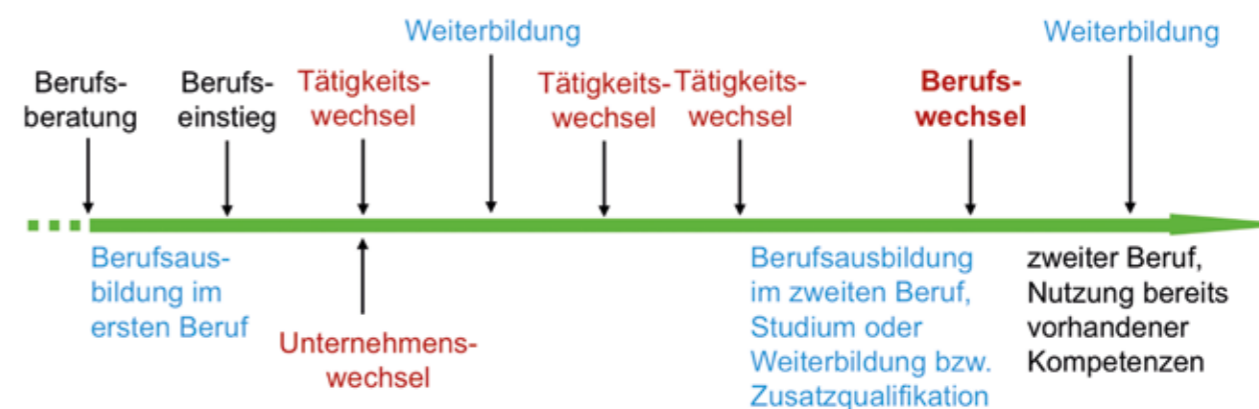 Weiterbildung
Weiterbildung
Berufs-
beratung
Berufs-
einstieg
Tätigkeits-
wechsel
Tätigkeits-
wechsel
Tätigkeits-
wechsel
Berufs-
wechsel
Berufsaus-
bildung im
ersten Beruf
Unternehmens-
wechsel
Berufsausbildung
im zweiten Beruf,
Studium oder
Weiterbildung bzw.
Zusatzqualifikation
zweiter Beruf,
Nutzung bereits
vorhandener
Kompetenzen